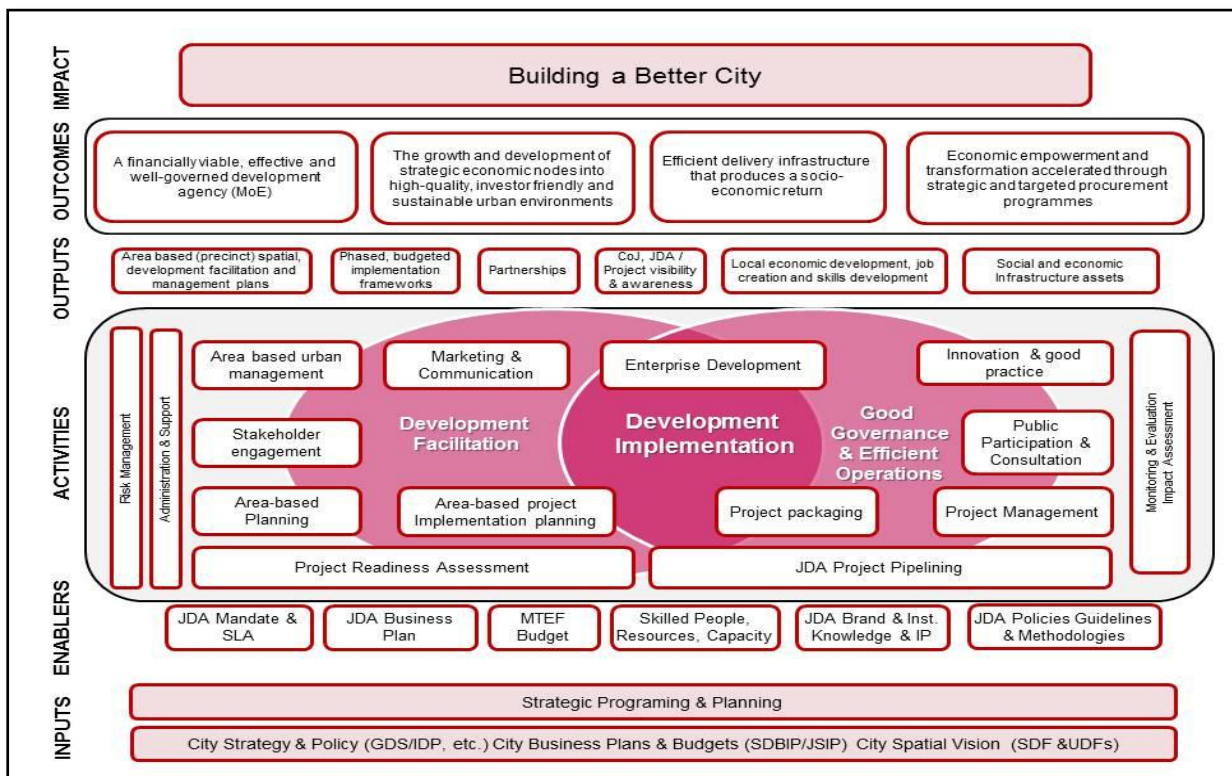 IMPACT
Building a Better City
OUTCOMES
A financially viable, effective and
well-governed development
agency (MoE)
The growth and development of
strategic economic nodes into
high-quality, investor friendly and
sustainable urban environments
Efficient delivery infrastructure
that produces a socio-
economic return
Economic empowerment and
transformation accelerated through
strategic and targeted procurement
programmes
OUTPUTS
Area based (precinct) spatial,
development facilitation and
management plans
Phased, budgeted
implementation
frameworks
Partnerships
CoJ, JDA /
Project visibility
& awareness
Local economic development, job
creation and skills development
Social and economic
Infrastructure assets
ACTIVITIES
Risk Management
Administration & Support
Area based urban
management
Marketing &
Communication
Enterprise Development
Innovation & good
practice
Stakeholder
engagement
Development
Facilitation
Development
Implementation
Good
Governance
& Efficient
Operations
Public
Participation &
Consultation
Area-based
Planning
Area-based project
Implementation planning
Project packaging
Project Management
Project Readiness Assessment
JDA Project Pipelining
Monitoring & Evaluation
Impact Assessment
ENABLERS
JDA Mandate &
SLA
JDA Business
Plan
MTEF
Budget
Skilled People,
Resources, Capacity
JDA Brand & Inst.
Knowledge & IP
JDA Policies Guidelines
& Methodologies
INPUTS
Strategic Programing & Planning
City Strategy & Policy (GDS/IDP, etc.) City Business Plans & Budgets (SDBIP/JSIP) City Spatial Vision (SDF &UDFs)